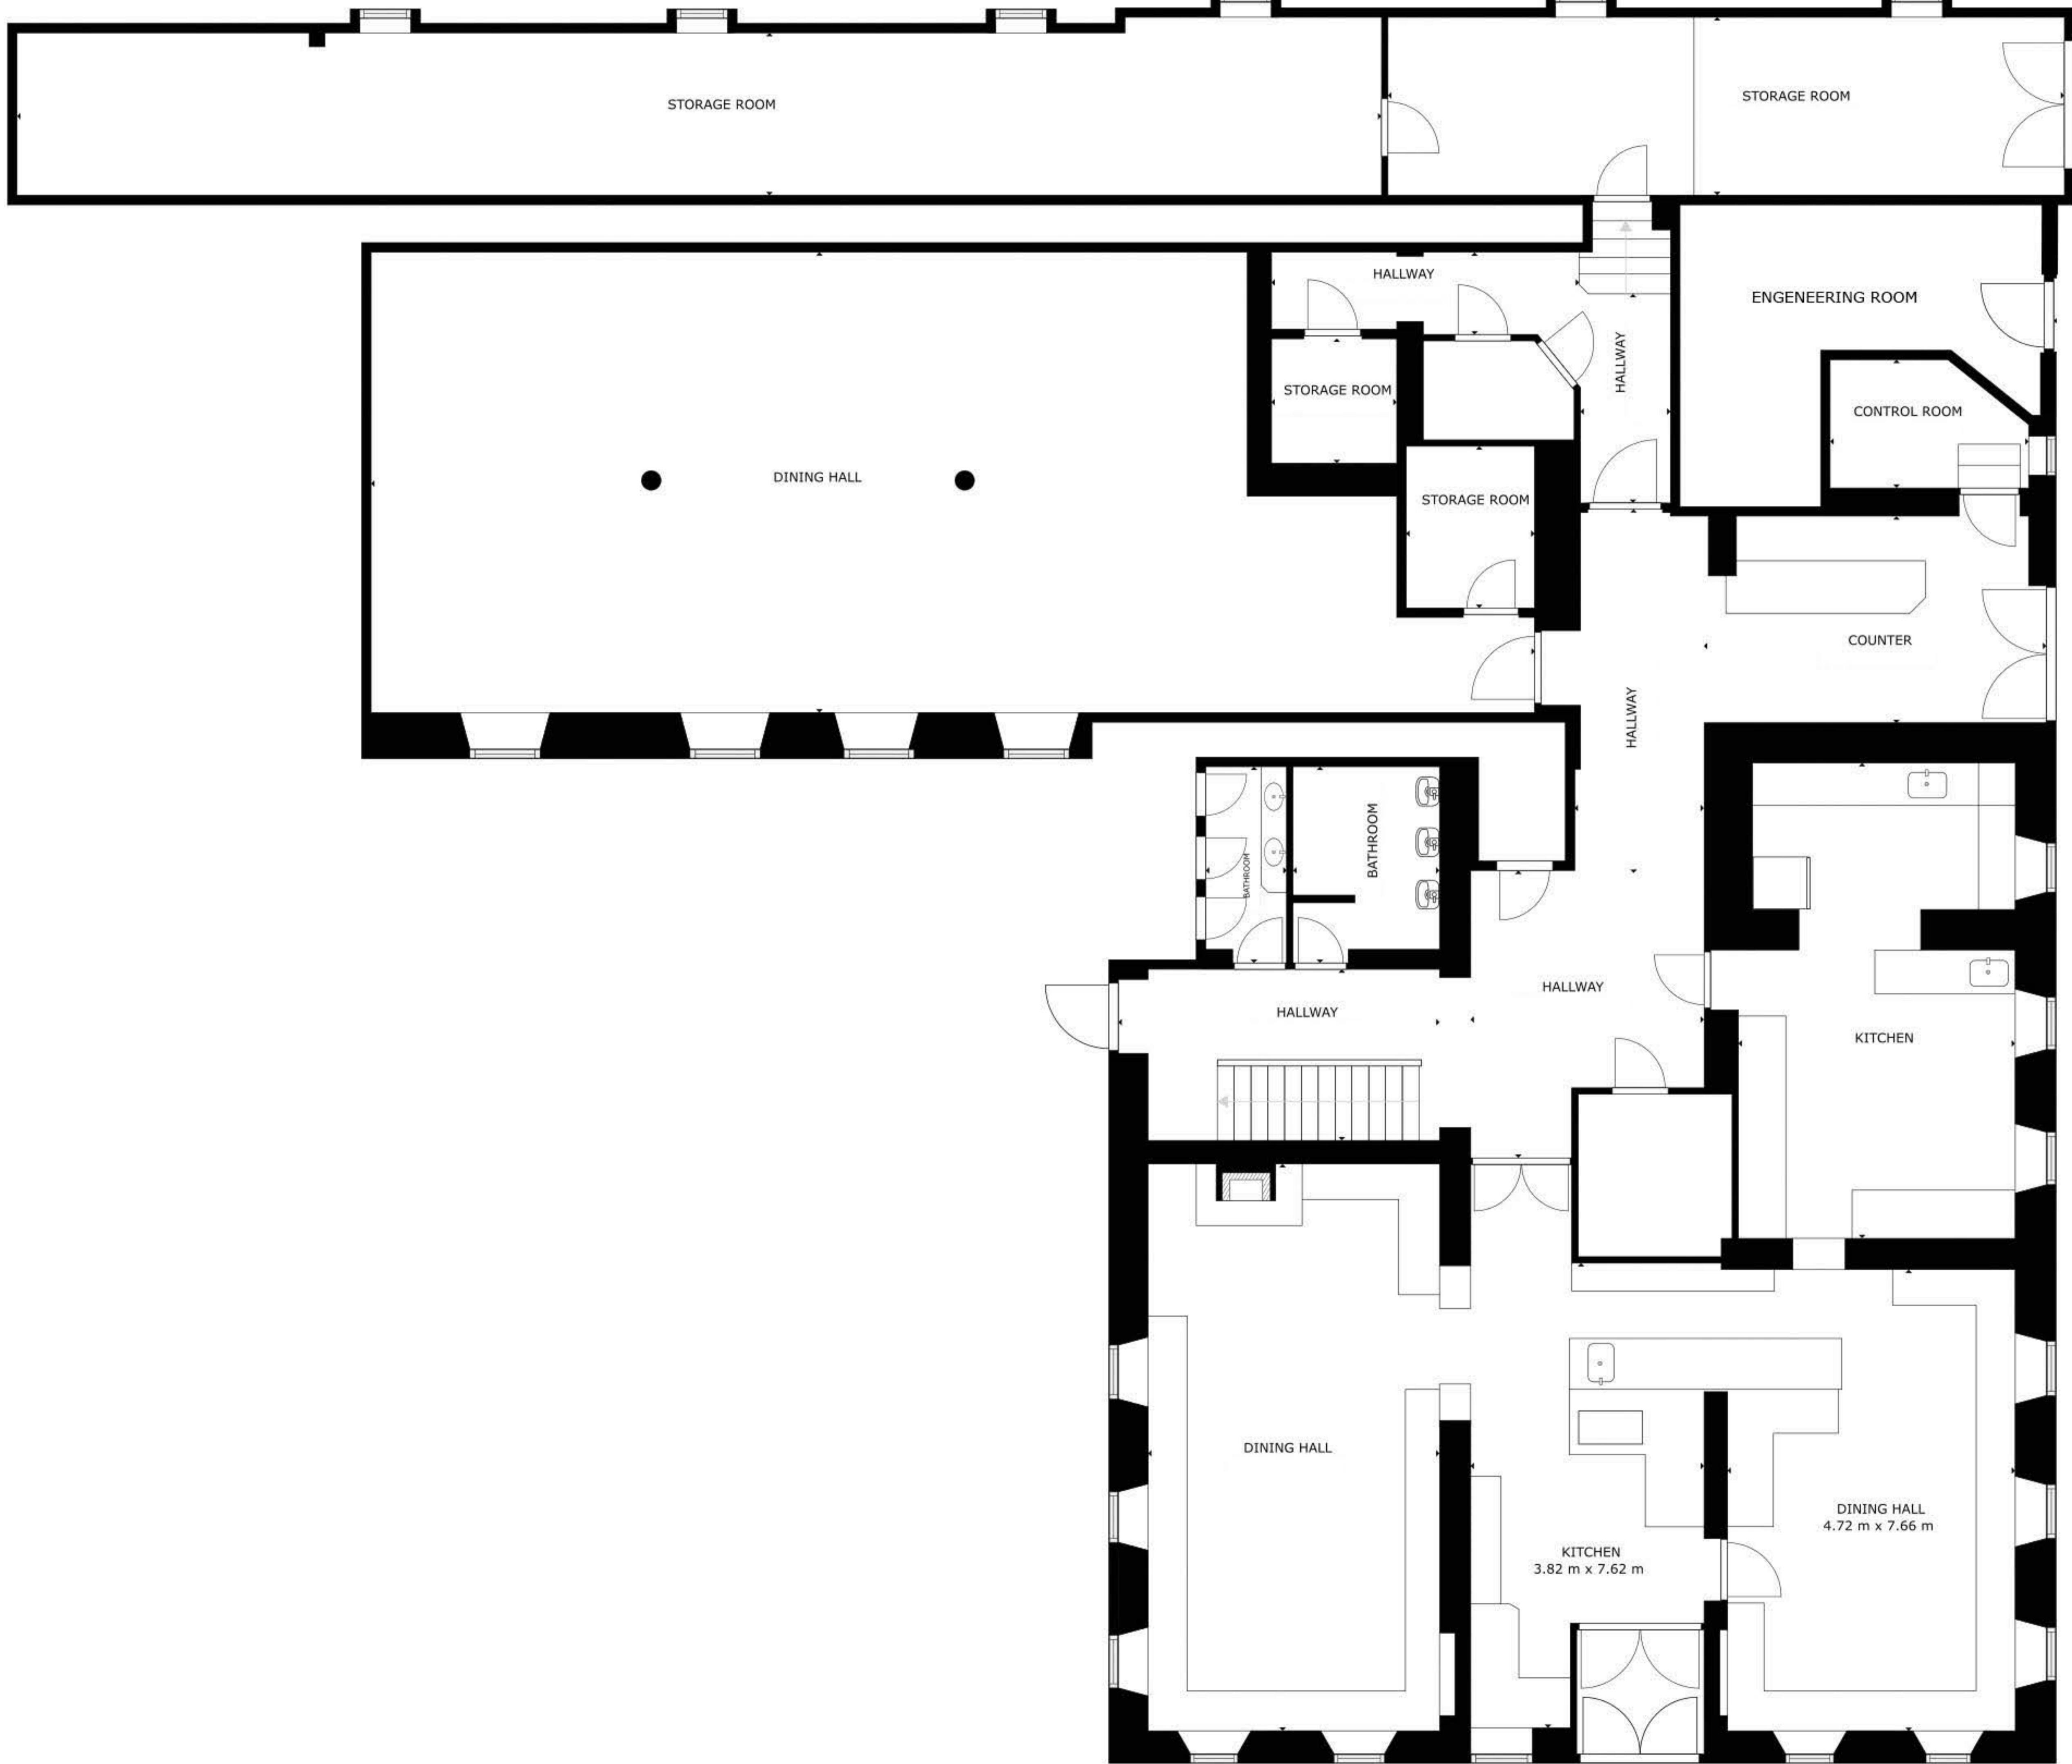 STORAGE ROOM
STORAGE ROOM
HALLWAY
ENGENEERING ROOM
HALLWAY
STORAGE ROOM
CONTROL ROOM
DINING HALL
STORAGE ROOM
COUNTER
HALLWAY
BATHROOM
BATHROOM
HALLWAY
HALLWAY
KITCHEN
DINING HALL
DINING HALL
4.72 m x 7.66 m
KITCHEN
3.82 m x 7.62 m